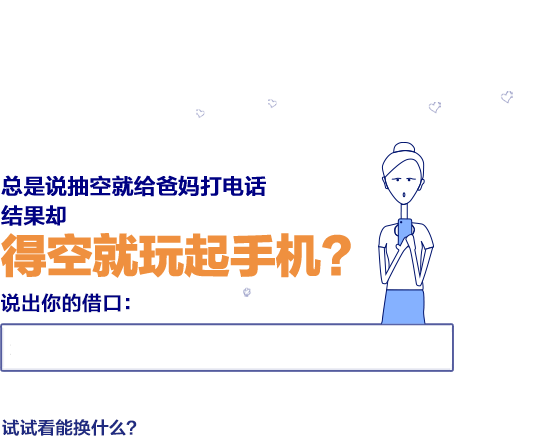 总是说抽空就给爸妈打电话
结果却
得空就玩起手机？
说出你的借口：
试试看能换什么？